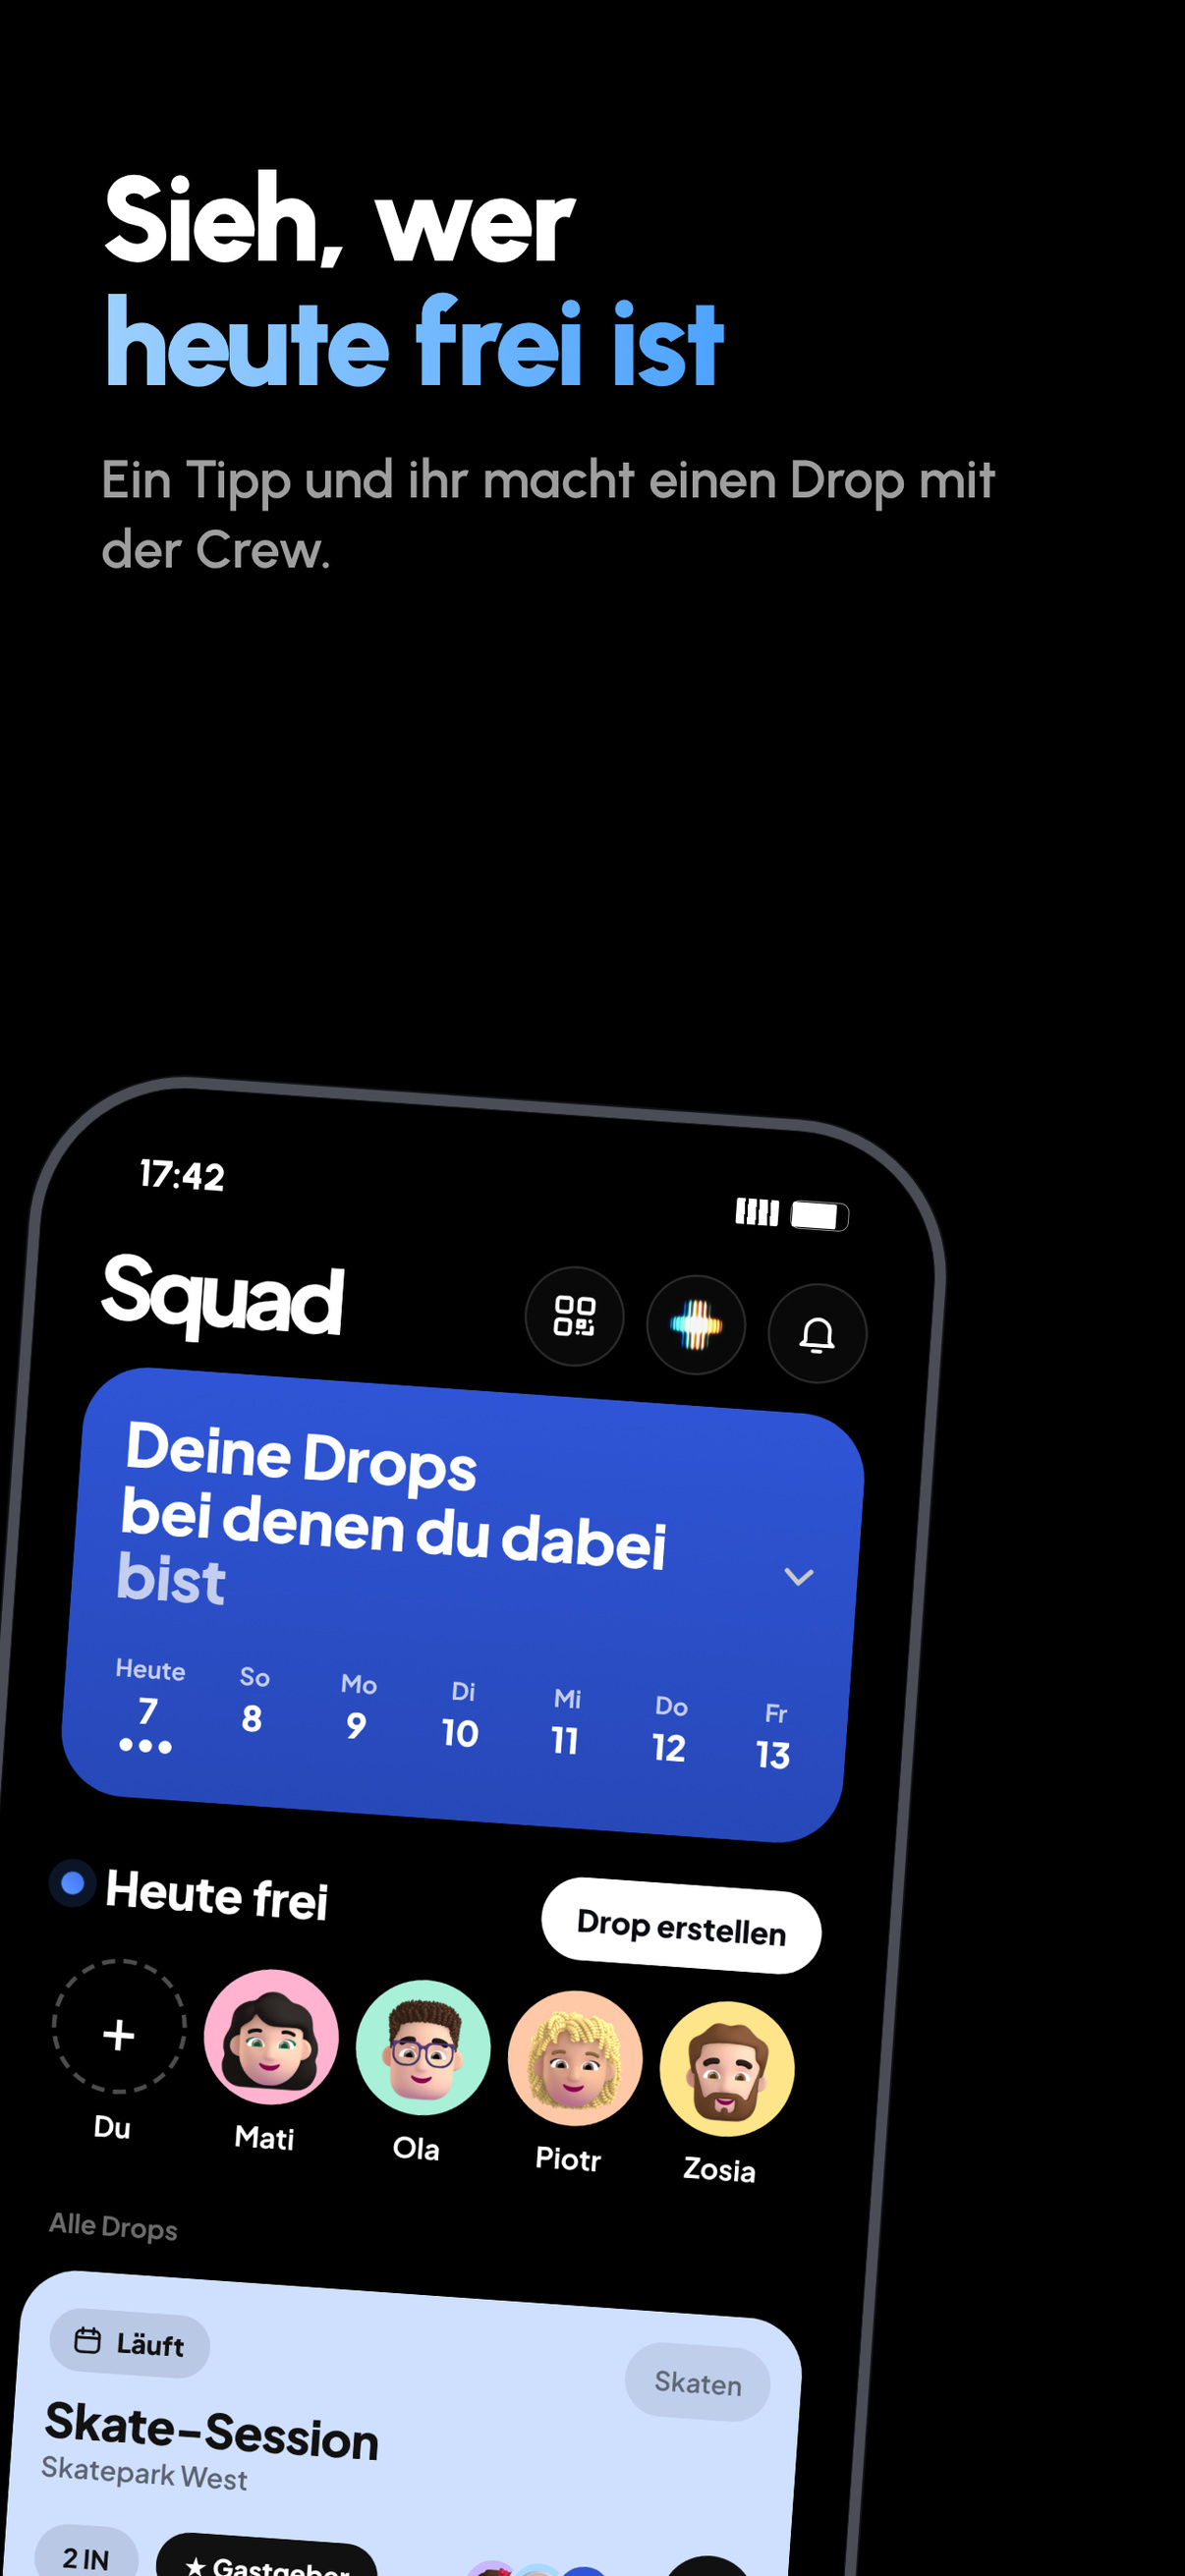 Sieh, wer
heute frei ist
Ein Tipp und ihr macht einen Drop mit
der Crew.
17:42
Squad
Deine Drops
bei denen du dabei
bist
Heute So Mo Di Mi Do Fr
7 8 9 10 11 12 13
Heute frei
Drop erstellen
Du Mati Ola Piotr Zosia
Alle Drops
Läuft
Skaten
Skate-Session
Skatepark West
2 IN
★ Gastgeber